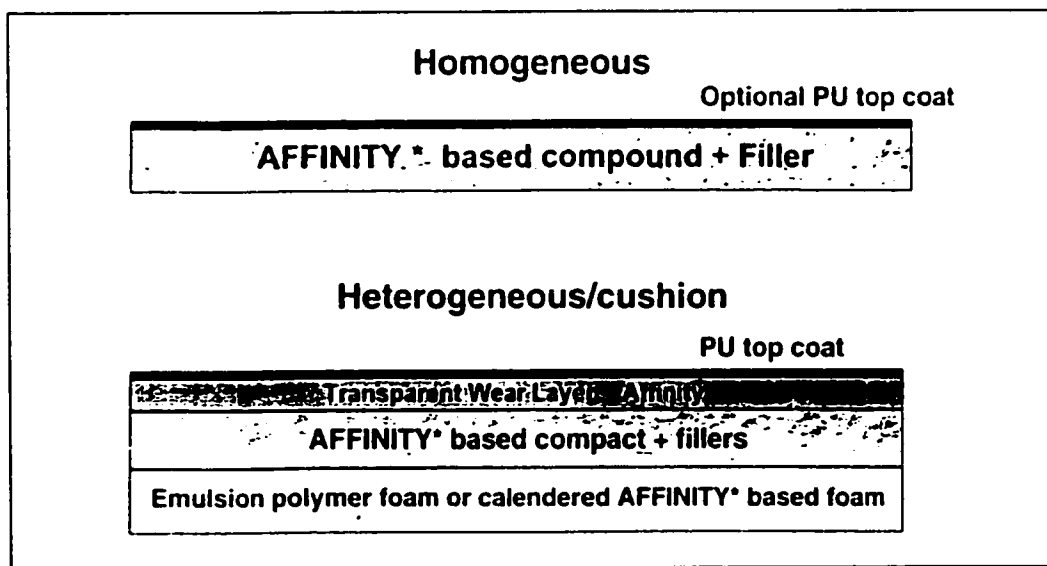 Homogeneous
Optional PU top coat
AFFINITY * based compound + Filler
Heterogeneous/cushion
PU top coat
Transparent Wear Layer Affinity
AFFINITY* based compact + fillers
Emulsion polymer foam or calendered AFFINITY* based foam